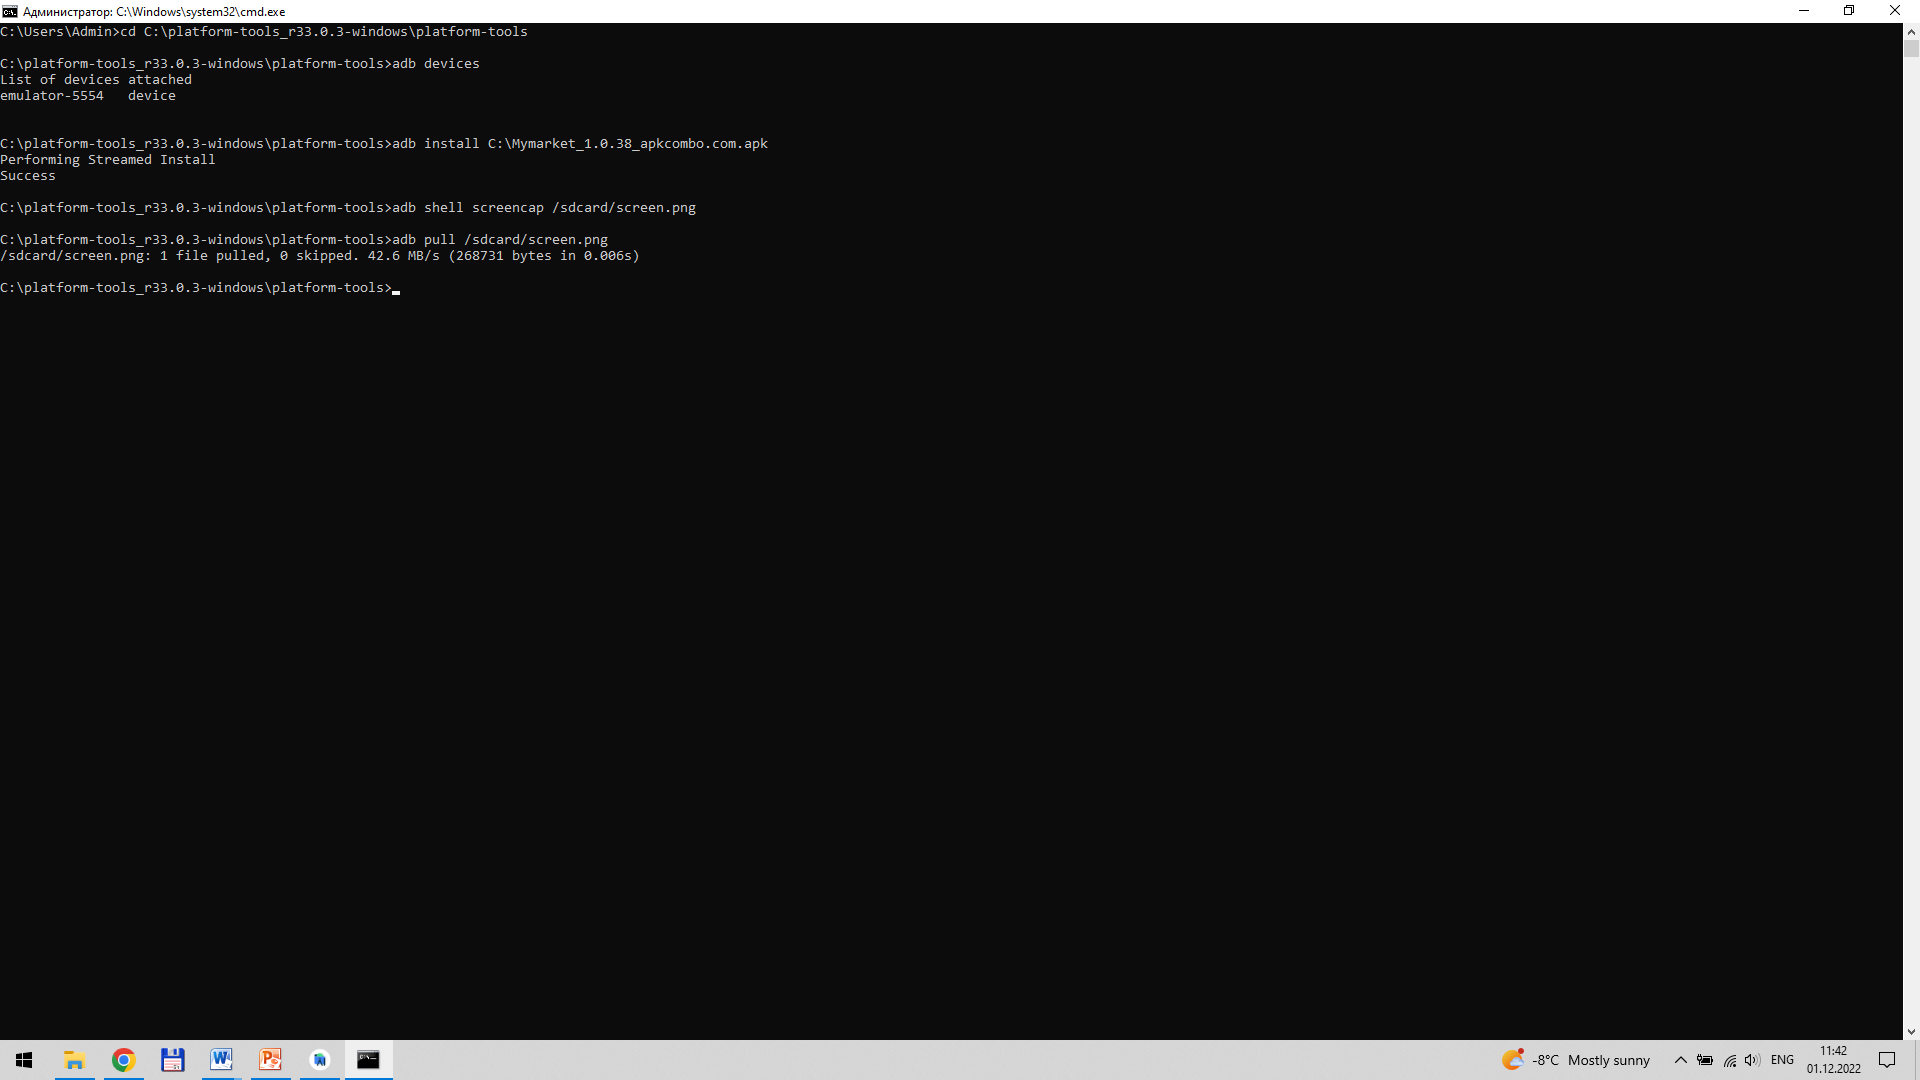 Администратор: C:\Windows\system32\cmd.exe
C:\Users\Admin>cd C:\platform-tools_r33.0.3-windows\platform-tools
C:\platform-tools_r33.0.3-windows\platform-tools>adb devices
List of devices attached
emulator-5554   device
C:\platform-tools_r33.0.3-windows\platform-tools>adb install C:\Mymarket_1.0.38_apkcombo.com.apk
Performing Streamed Install
Success
C:\platform-tools_r33.0.3-windows\platform-tools>adb shell screencap /sdcard/screen.png
C:\platform-tools_r33.0.3-windows\platform-tools>adb pull /sdcard/screen.png
/sdcard/screen.png: 1 file pulled, 0 skipped. 42.6 MB/s (268731 bytes in 0.006s)
C:\platform-tools_r33.0.3-windows\platform-tools>
-8°C Mostly sunny
ENG
11:42
01.12.2022